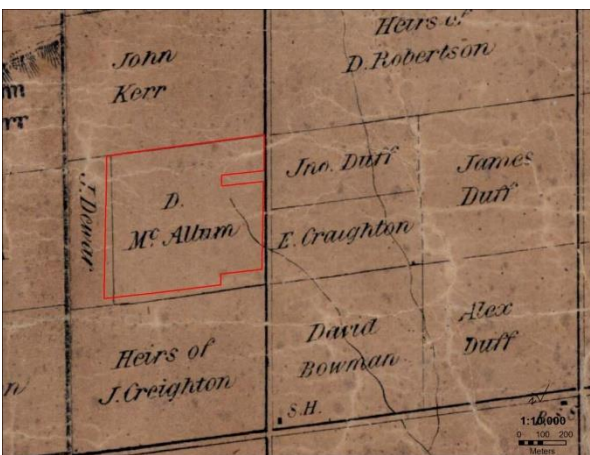 Heirs of
D. Robertson
John
Kerr
rr
Jno. Duff
James
Duff
J. Dewar
D.
Mc Allum
E. Craighton
David
Bowman
Alex
Duff
Heirs of
J. Creighton
n
S.H.
1:10,000
0 100 200
Meters